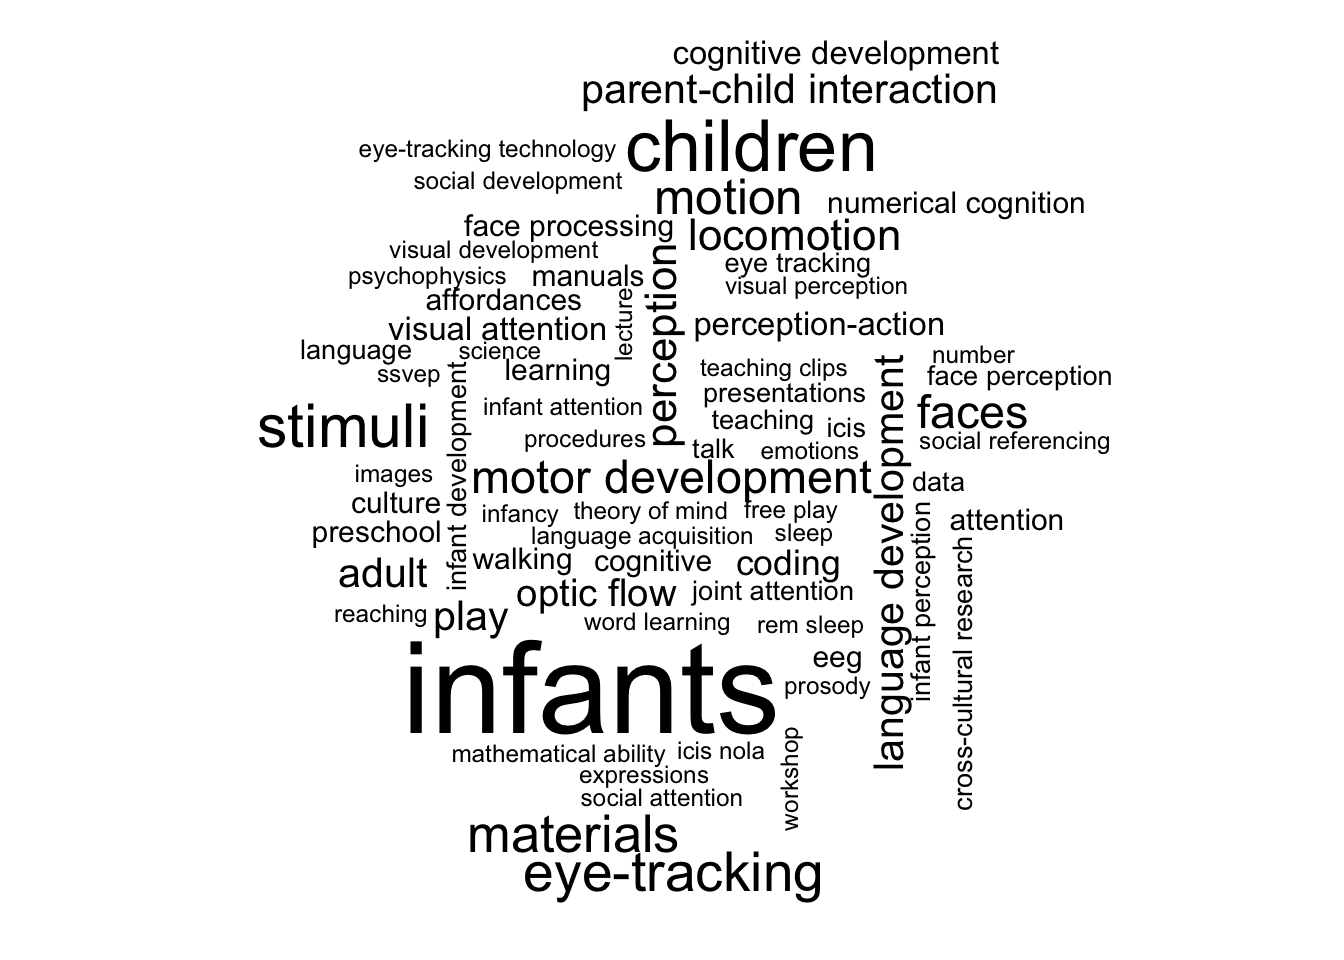 cognitive development
parent-child interaction
children
eye-tracking technology
social development
motion
numerical cognition
face processing
locomotion
visual development
eye tracking
psychophysics
manuals
visual perception
affordances
lecture
perception
visual attention
perception-action
language
science
number
ssvep
learning
teaching clips
face perception
infant attention
presentations
stimuli
teaching
icis
faces
procedures
talk
emotions
social referencing
infant development
images
motor development
language development
data
culture
infancy
theory of mind
free play
attention
preschool
language acquisition
sleep
walking
cognitive
coding
adult
optic flow
joint attention
infant perception
cross-cultural research
reaching
play
word learning
rem sleep
infants
eeg
prosody
mathematical ability
icis nola
workshop
expressions
social attention
materials
eye-tracking